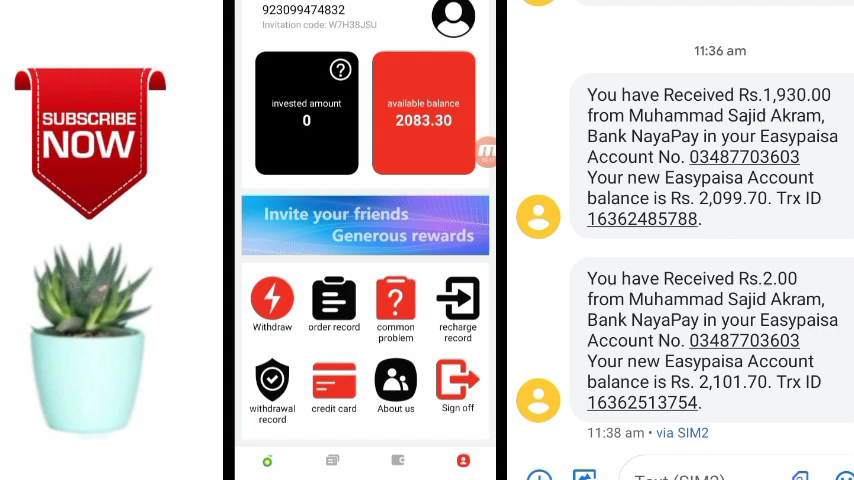 SUBSCRIBE
NOW
923099474832
Invitation code: W7H38JSU
invested amount
0
available balance
2083.30
Invite your friends
Generous rewards
Withdraw
order record
common
problem
recharge
record
withdrawal
record
credit card
About us
Sign off
11:36 am
You have Received Rs.1,930.00
from Muhammad Sajid Akram,
Bank NayaPay in your Easypaisa
Account No. 03487703603
Your new Easypaisa Account
balance is Rs. 2,099.70. Trx ID
16362485788.
You have Received Rs.2.00
from Muhammad Sajid Akram,
Bank NayaPay in your Easypaisa
Account No. 03487703603
Your new Easypaisa Account
balance is Rs. 2,101.70. Trx ID
16362513754.
11:38 am • via SIM2
Text (SIM2)